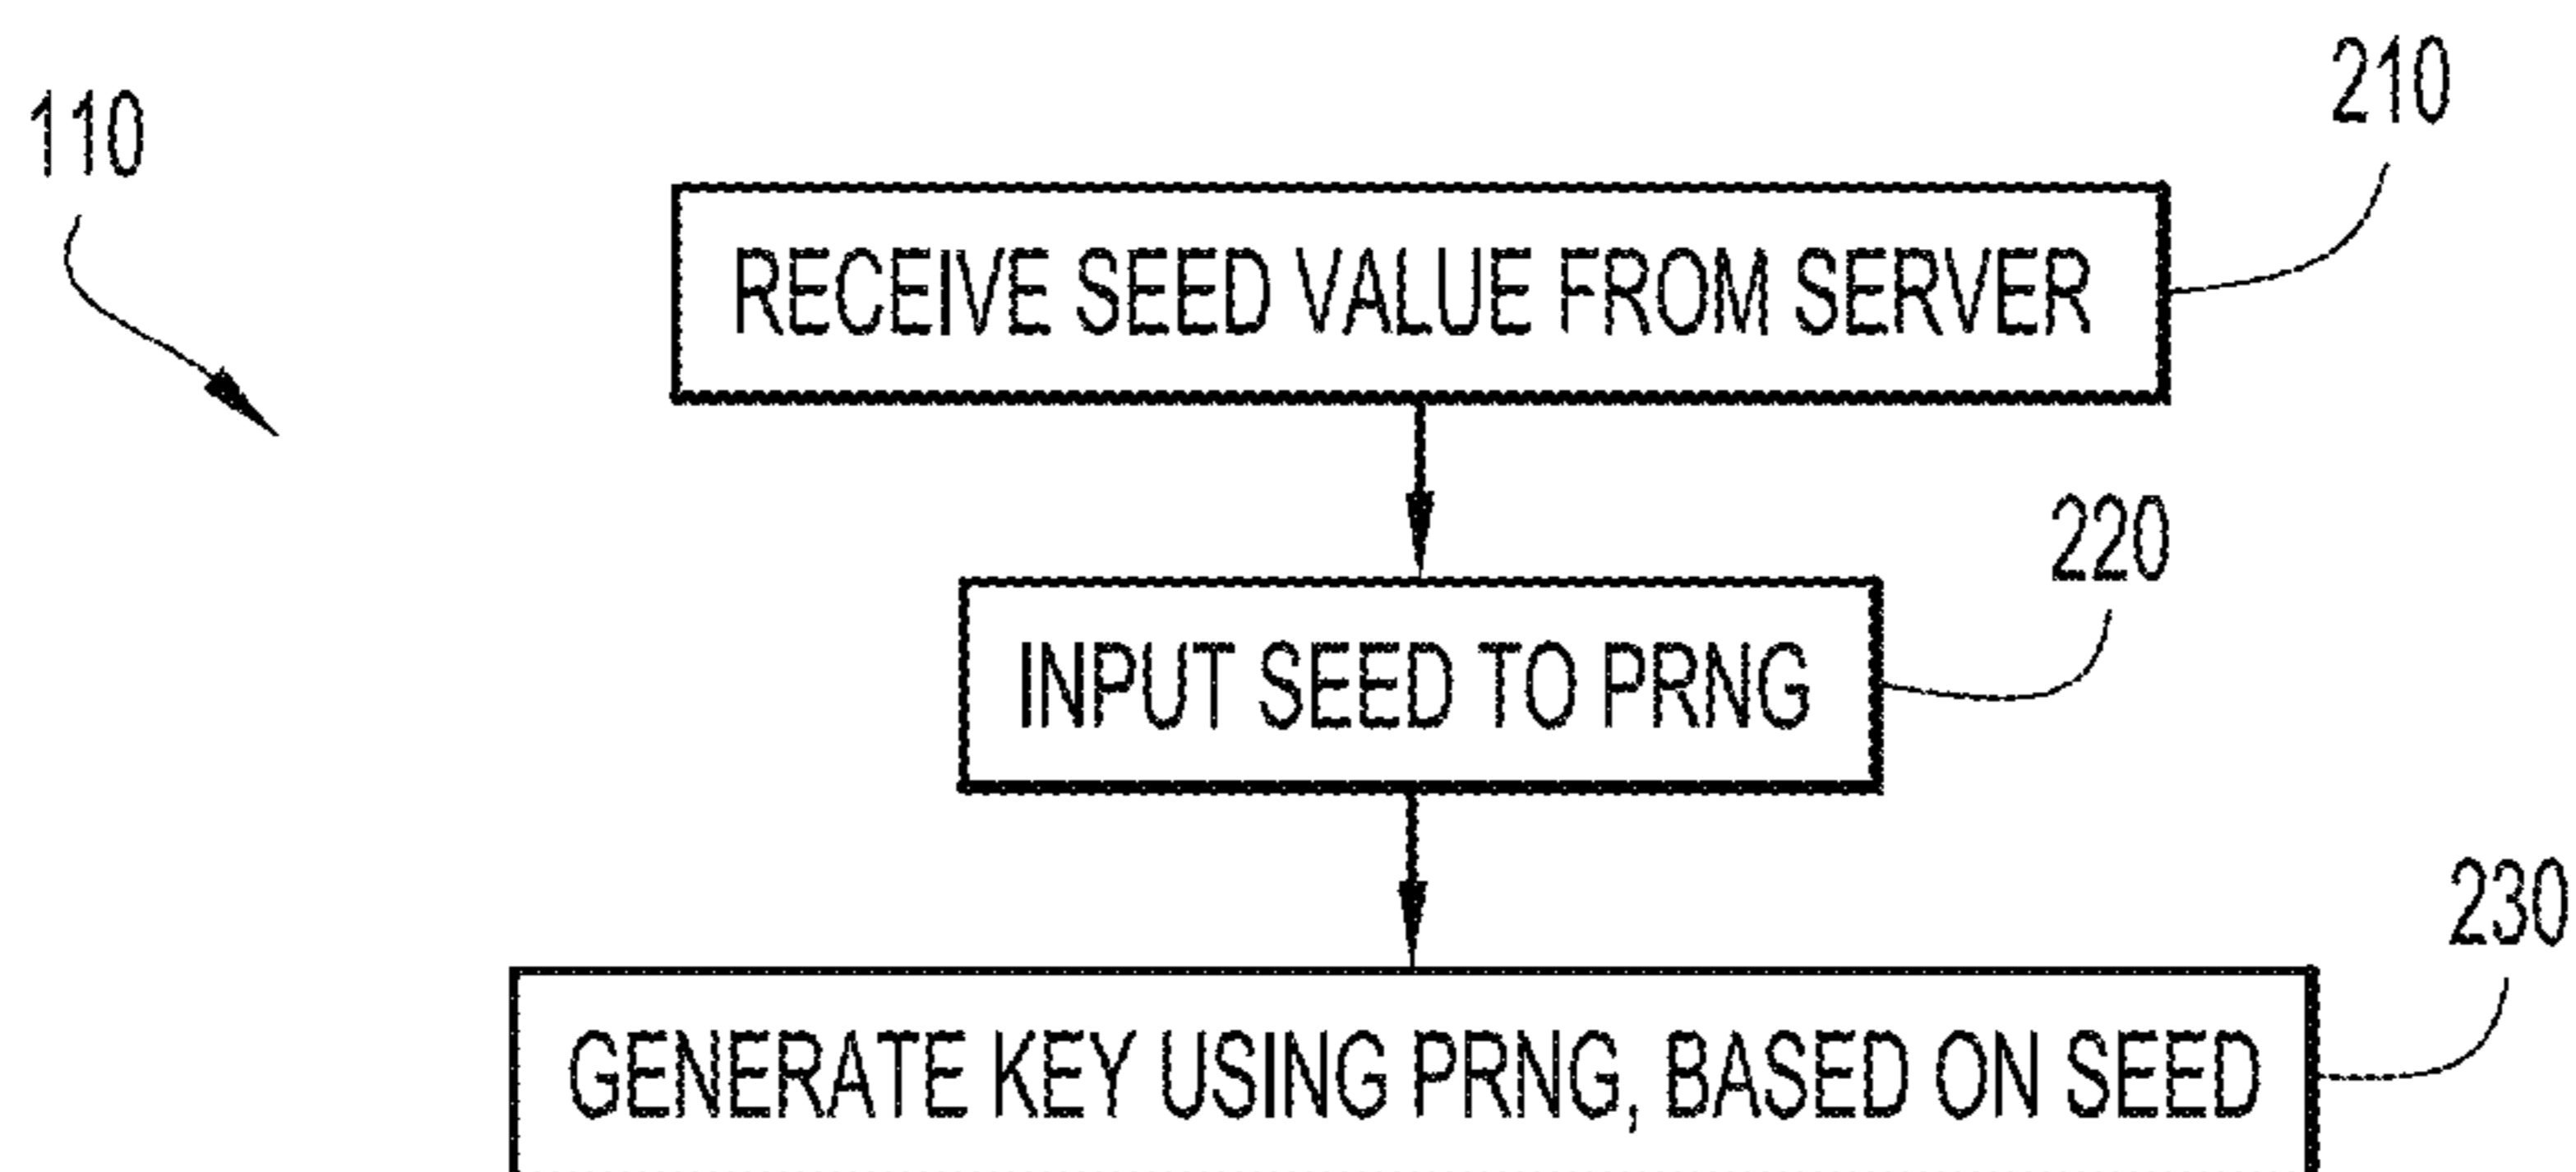 110
210
RECEIVE SEED VALUE FROM SERVER
220
INPUT SEED TO PRNG
230
GENERATE KEY USING PRNG, BASED ON SEED